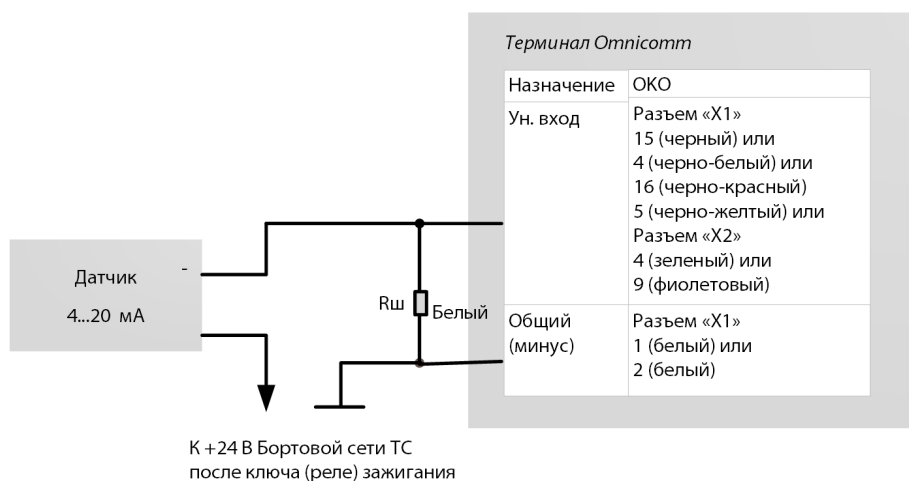 Терминал Omnicomm
Назначение
OKO
Ун. вход
Разъем «X1»
15 (черный) или
4 (черно-белый) или
16 (черно-красный)
5 (черно-желтый) или
Разъем «X2»
4 (зеленый) или
9 (фиолетовый)
Общий
(минус)
Разъем «X1»
1 (белый) или
2 (белый)
Датчик
-
4...20 мА
Rш
Белый
К +24 В Бортовой сети ТС
после ключа (реле) зажигания